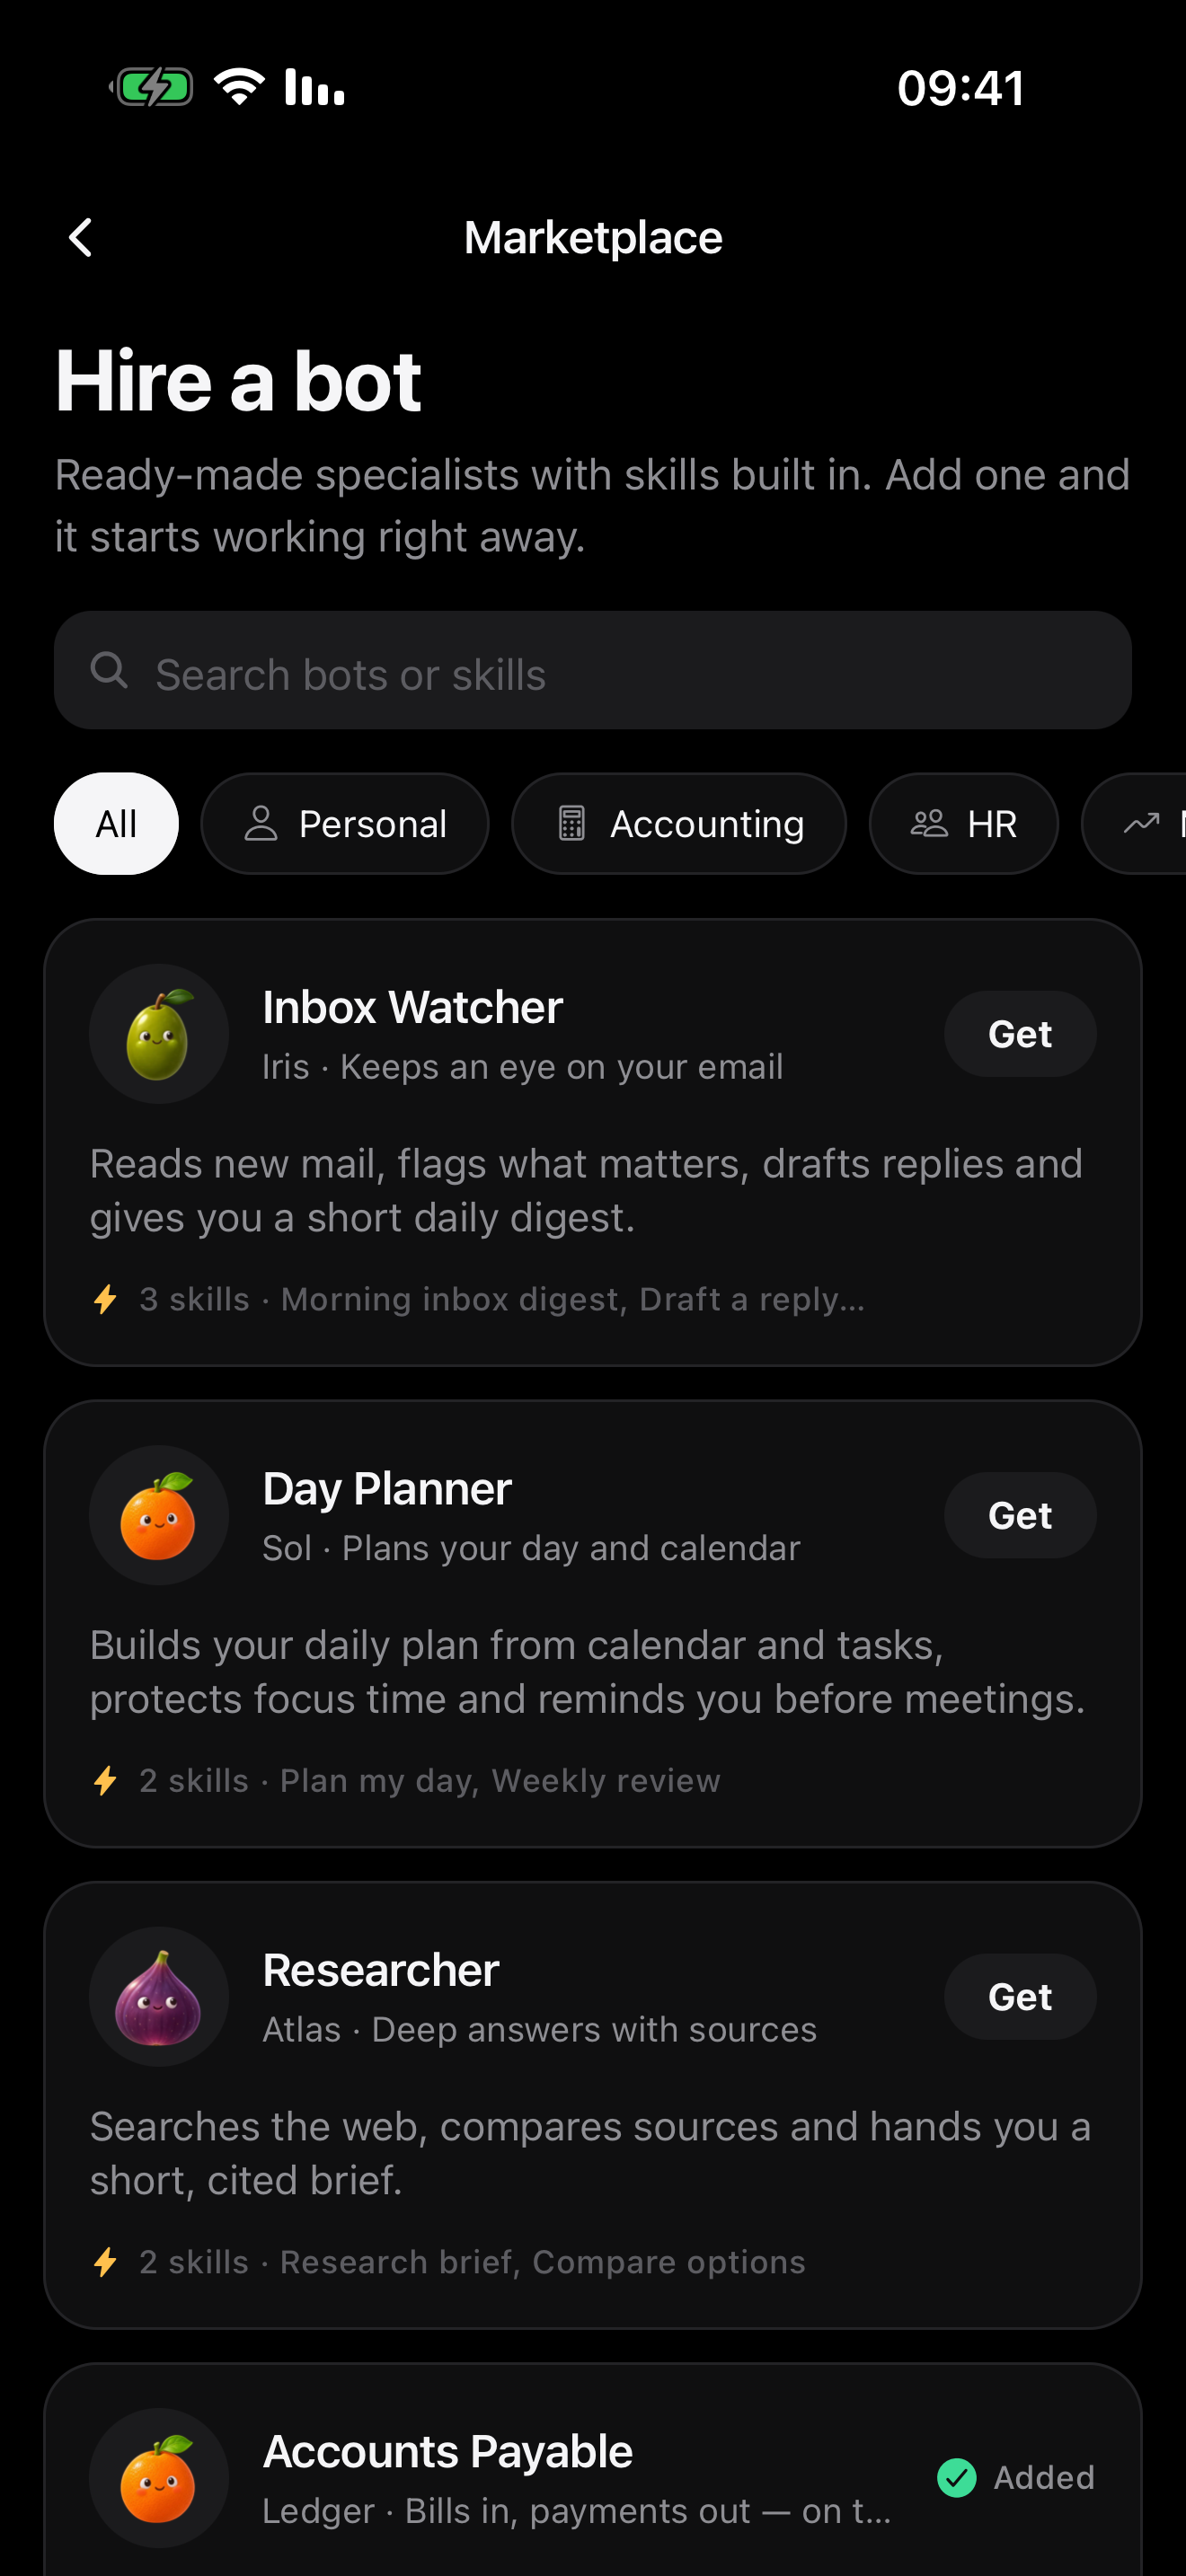 09:41
Marketplace
Hire a bot
Ready-made specialists with skills built in. Add one and
it starts working right away.
Search bots or skills
All
Personal
Accounting
HR
Inbox Watcher
Iris · Keeps an eye on your email
Get
Reads new mail, flags what matters, drafts replies and
gives you a short daily digest.
3 skills · Morning inbox digest, Draft a reply...
Day Planner
Sol · Plans your day and calendar
Get
Builds your daily plan from calendar and tasks,
protects focus time and reminds you before meetings.
2 skills · Plan my day, Weekly review
Researcher
Atlas · Deep answers with sources
Get
Searches the web, compares sources and hands you a
short, cited brief.
2 skills · Research brief, Compare options
Accounts Payable
Ledger · Bills in, payments out — on t...
Added